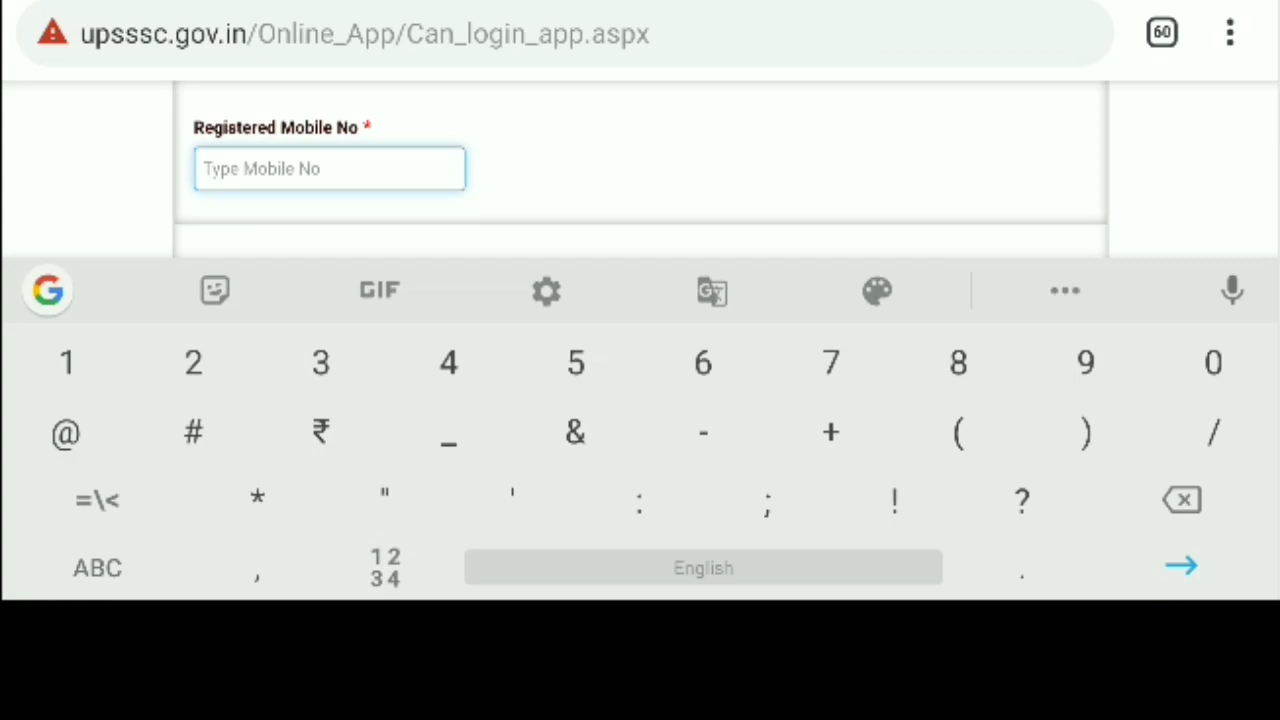 upsssc.gov.in/Online_App/Can_login_app.aspx 60
Registered Mobile No *
Type Mobile No
GIF
1 2 3 4 5 6 7 8 9 0
@ # ₹ _ & - + ( ) /
=\< * " ' : ; ! ?
ABC , 12 34 English .